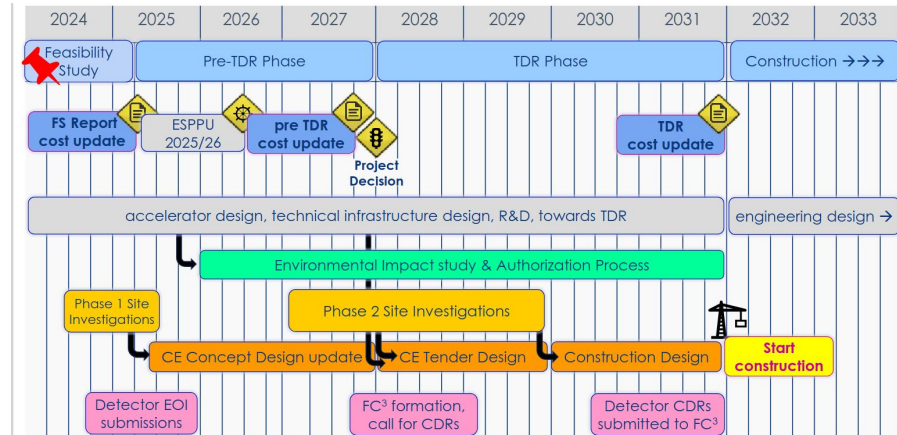 2024 2025 2026 2027 2028 2029 2030 2031 2032 2033
Feasibility
Study
Pre-TDR Phase
TDR Phase
Construction →→→
FS Report
cost update
ESPPU
2025/26
pre TDR
cost update
Project
Decision
TDR
cost update
accelerator design, technical infrastructure design, R&D, towards TDR
engineering design →
Environmental Impact study & Authorization Process
Phase 1 Site
Investigations
Phase 2 Site Investigations
CE Concept Design update
CE Tender Design
Construction Design
Start
construction
Detector EOI
submissions
FC³ formation,
call for CDRs
Detector CDRs
submitted to FC³